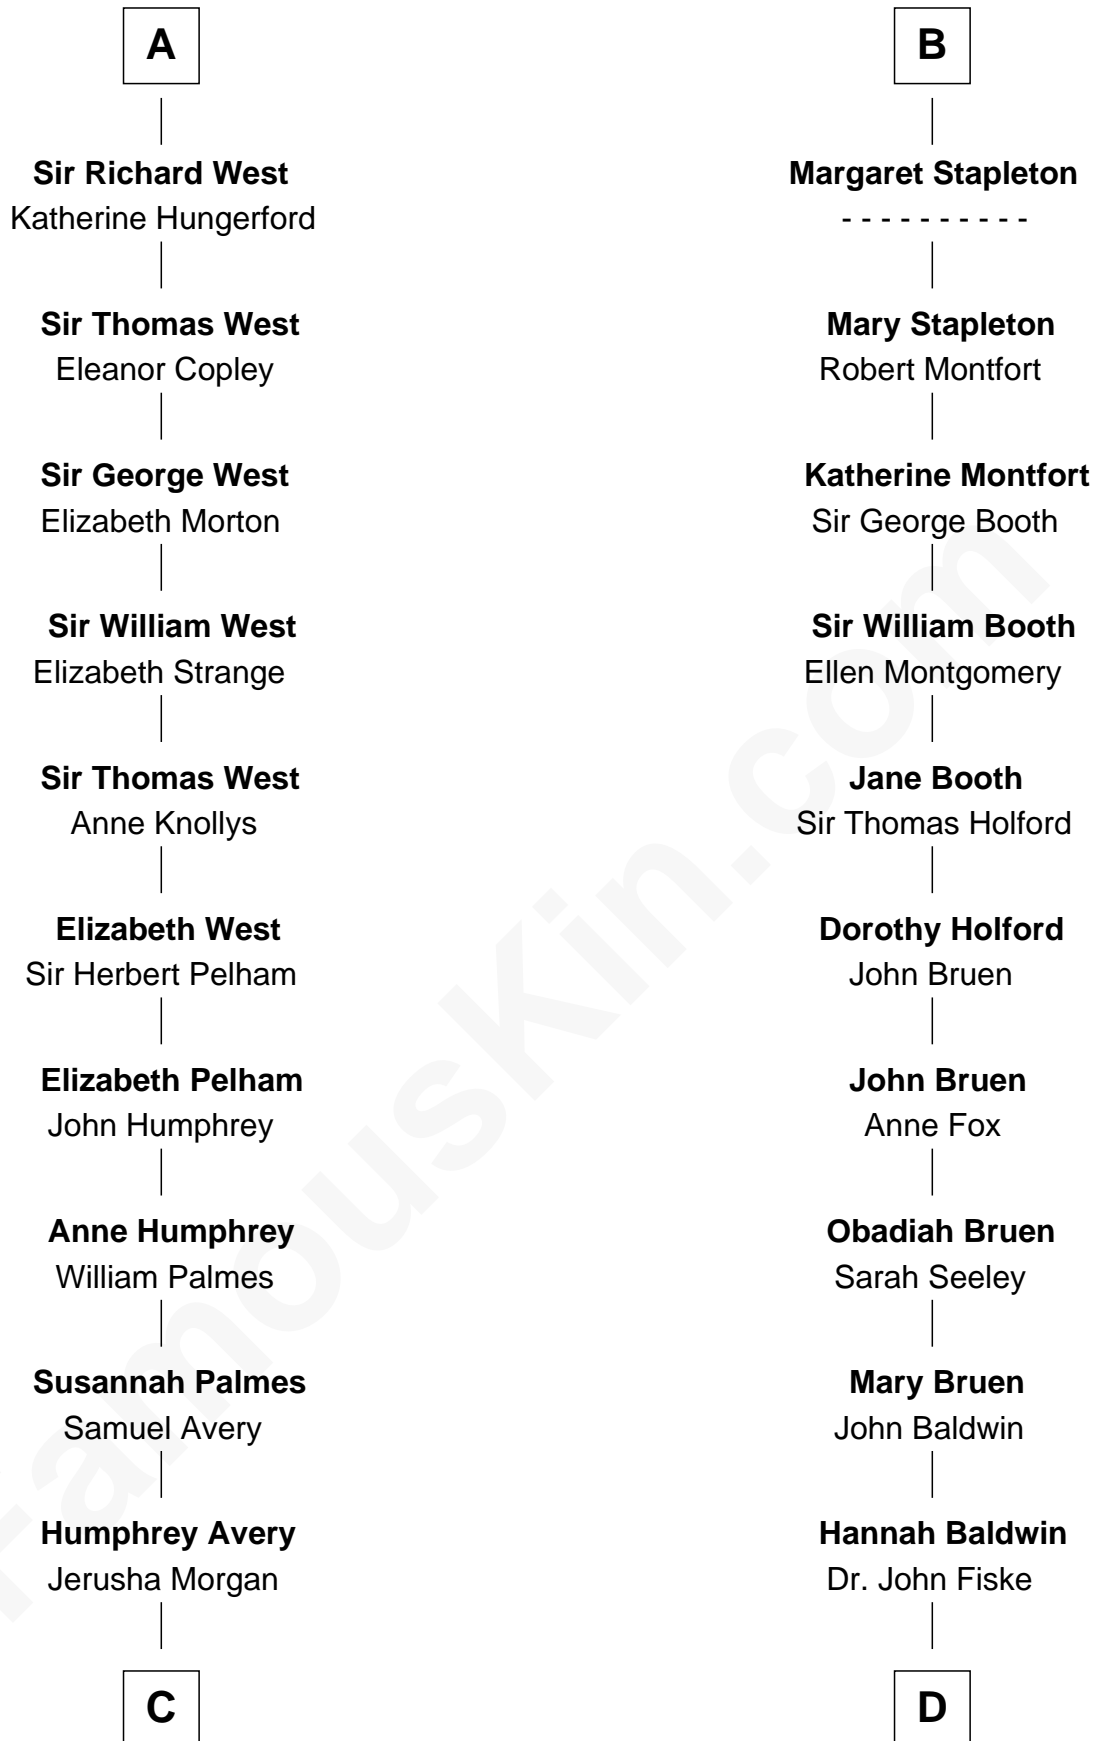 A
Sir Richard West
Katherine Hungerford
Sir Thomas West
Eleanor Copley
Sir George West
Elizabeth Morton
Sir William West
Elizabeth Strange
Sir Thomas West
Anne Knollys
Elizabeth West
Sir Herbert Pelham
Elizabeth Pelham
John Humphrey
Anne Humphrey
William Palmes
Susannah Palmes
Samuel Avery
Humphrey Avery
Jerusha Morgan
C
B
Margaret Stapleton
- - - - - - - - - -
Mary Stapleton
Robert Montfort
Katherine Montfort
Sir George Booth
Sir William Booth
Ellen Montgomery
Jane Booth
Sir Thomas Holford
Dorothy Holford
John Bruen
John Bruen
Anne Fox
Obadiah Bruen
Sarah Seeley
Mary Bruen
John Baldwin
Hannah Baldwin
Dr. John Fiske
D
FamousKin.com